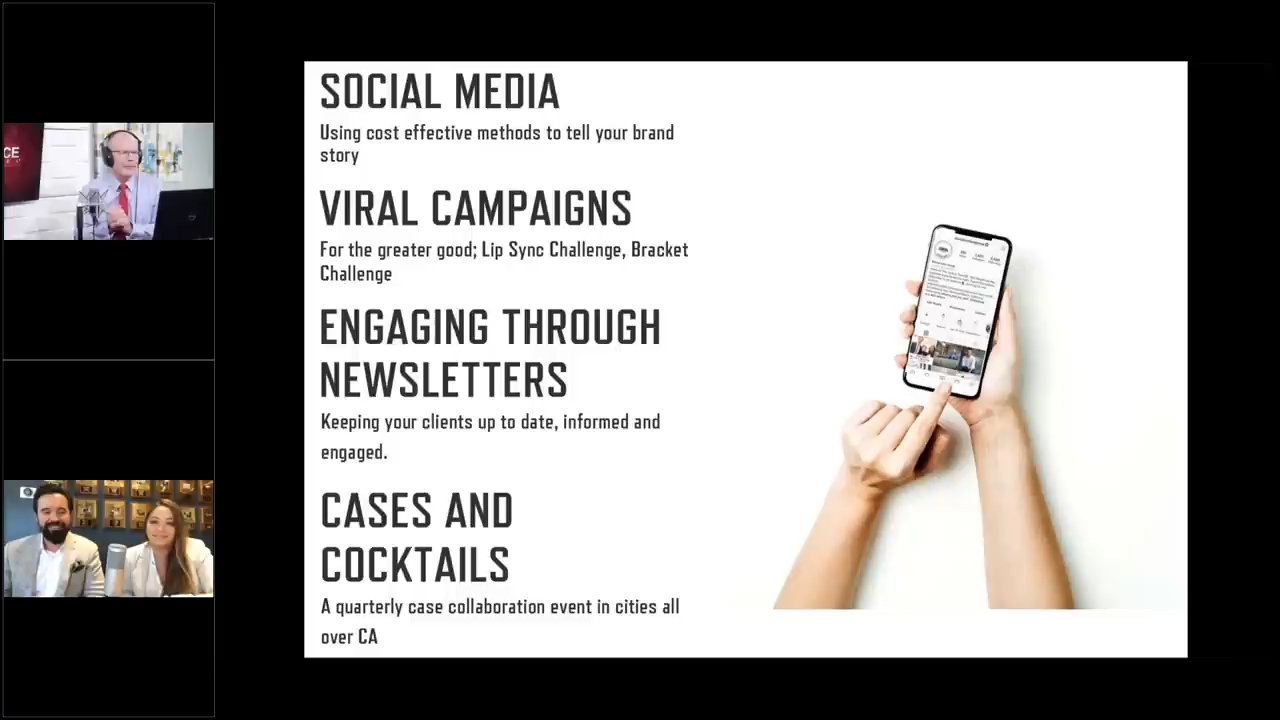 SOCIAL MEDIA
Using cost effective methods to tell your brand
story
VIRAL CAMPAIGNS
For the greater good; Lip Sync Challenge, Bracket
Challenge
ENGAGING THROUGH
NEWSLETTERS
Keeping your clients up to date, informed and
engaged.
CASES AND
COCKTAILS
A quarterly case collaboration event in cities all
over CA